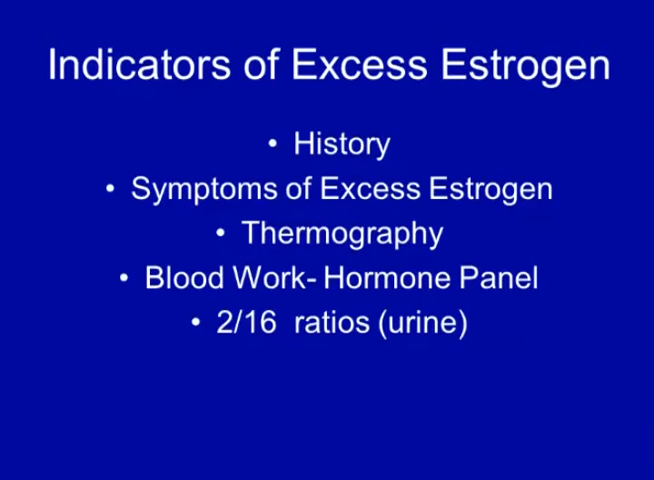 Indicators of Excess Estrogen
• History
• Symptoms of Excess Estrogen
• Thermography
• Blood Work- Hormone Panel
• 2/16 ratios (urine)